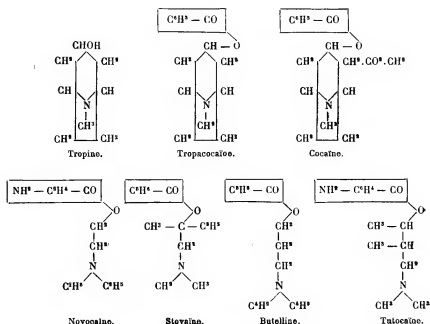 C⁶H⁵ — CO C⁶H⁵ — CO
CHOH CH — O CH — O
CH² CH² CH² CH² CH² CH.CO².CH³
CH CH CH CH CH CH
N N N
CH³ CH³ CH³
CH² CH² CH² CH² CH² CH²
Tropine. Tropacocaïne. Cocaïne.
NH² — C⁶H⁴ — CO C⁶H⁵ — CO NH² — C⁶H⁴ — CO
O O O O
CH² CH³ — C — C²H⁵ CH² CH³ — CH
CH² CH² CH² CH³ — CH
N N CH² CH²
C²H⁵ C²H⁵ CH³ CH³ N N
C⁴H⁹ C⁴H⁹ CH³ CH³
Novocaïne. Stovaïne. Butelline. Tutocaïne.